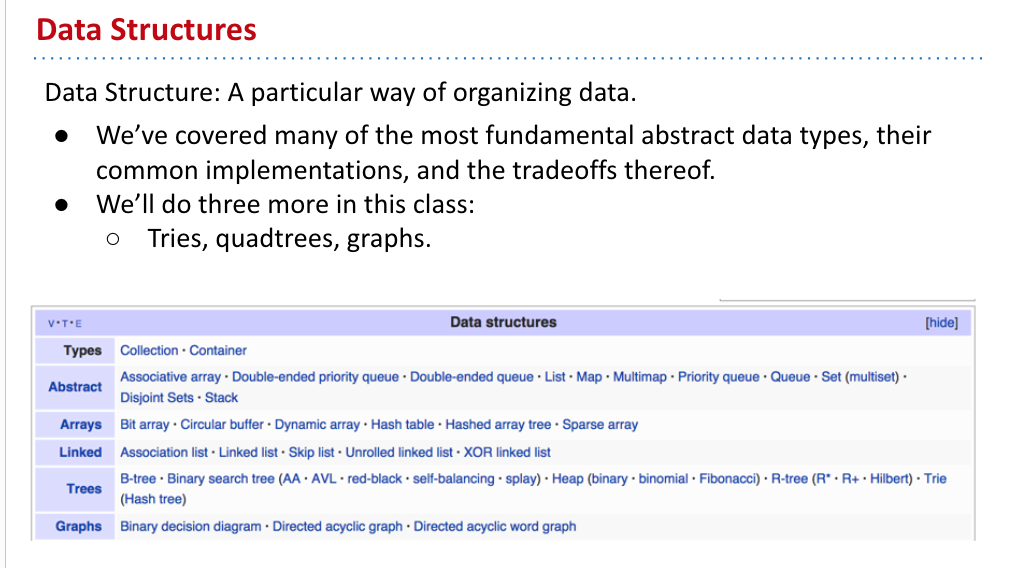 Data Structures
Data Structure: A particular way of organizing data.
● We’ve covered many of the most fundamental abstract data types, their
common implementations, and the tradeoffs thereof.
● We’ll do three more in this class:
○ Tries, quadtrees, graphs.
V·T·E Data structures [hide]
Types Collection · Container
Abstract Associative array · Double-ended priority queue · Double-ended queue · List · Map · Multimap · Priority queue · Queue · Set (multiset) ·
Disjoint Sets · Stack
Arrays Bit array · Circular buffer · Dynamic array · Hash table · Hashed array tree · Sparse array
Linked Association list · Linked list · Skip list · Unrolled linked list · XOR linked list
Trees B-tree · Binary search tree (AA · AVL · red-black · self-balancing · splay) · Heap (binary · binomial · Fibonacci) · R-tree (R* · R+ · Hilbert) · Trie
(Hash tree)
Graphs Binary decision diagram · Directed acyclic graph · Directed acyclic word graph